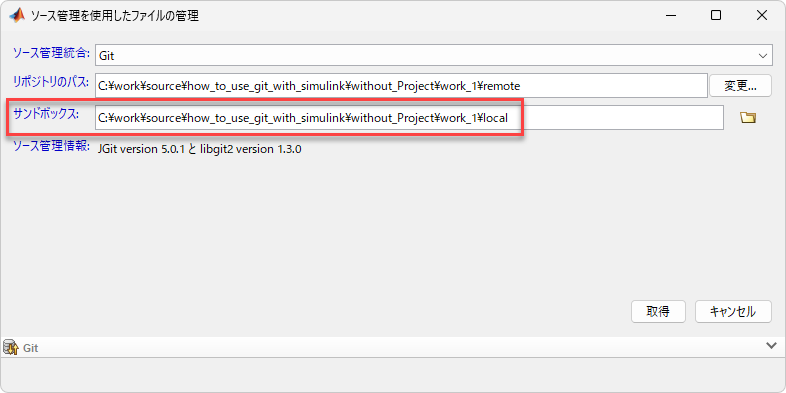 ソース管理を使用したファイルの管理
ソース管理統合: Git
リポジトリのパス: C:¥work¥source¥how_to_use_git_with_simulink¥without_Project¥work_1¥remote 変更...
サンドボックス: C:¥work¥source¥how_to_use_git_with_simulink¥without_Project¥work_1¥local
ソース管理情報: JGit version 5.0.1 と libgit2 version 1.3.0
取得 キャンセル
Git